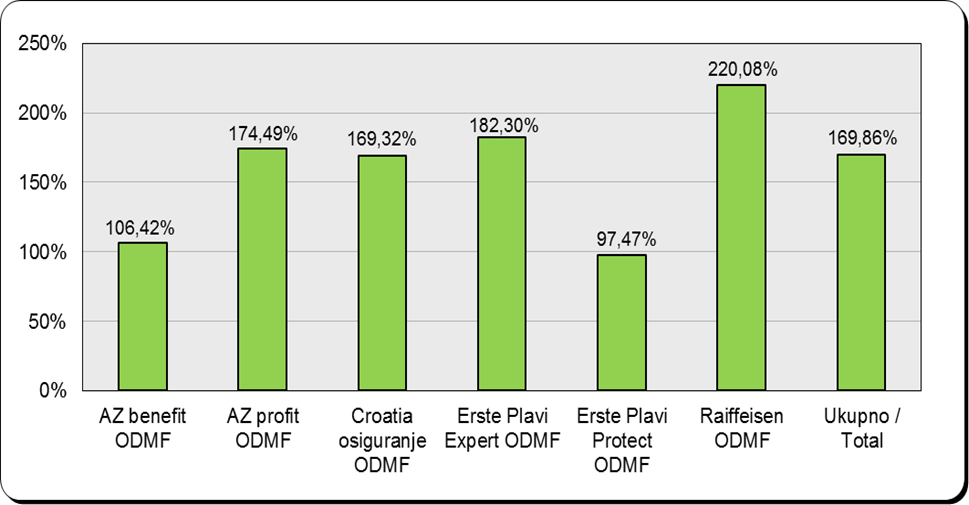 250%
200%
150%
100%
50%
0%
106,42%
174,49%
169,32%
182,30%
97,47%
220,08%
169,86%
AZ benefit
ODMF
AZ profit
ODMF
Croatia
osiguranje
ODMF
Erste Plavi
Expert ODMF
Erste Plavi
Protect
ODMF
Raiffeisen
ODMF
Ukupno /
Total